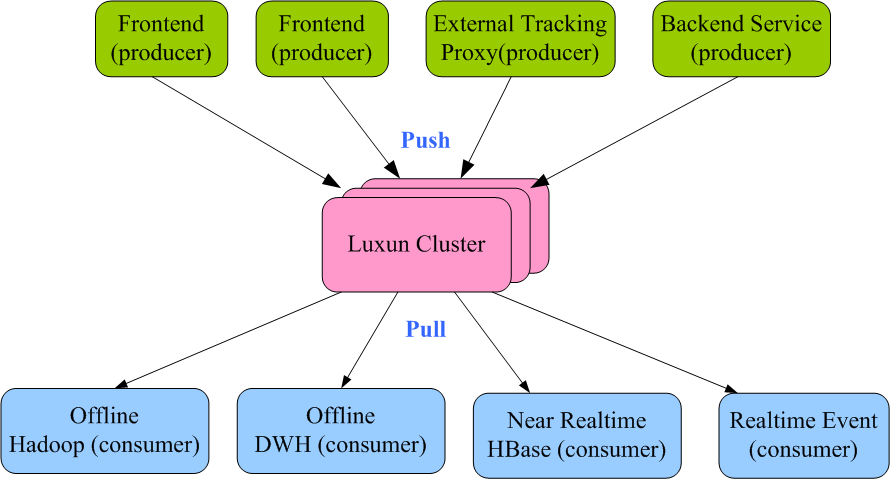 Frontend
(producer)
Frontend
(producer)
External Tracking
Proxy(producer)
Backend Service
(producer)
Push
Luxun Cluster
Pull
Offline
Hadoop (consumer)
Offline
DWH (consumer)
Near Realtime
HBase (consumer)
Realtime Event
(consumer)